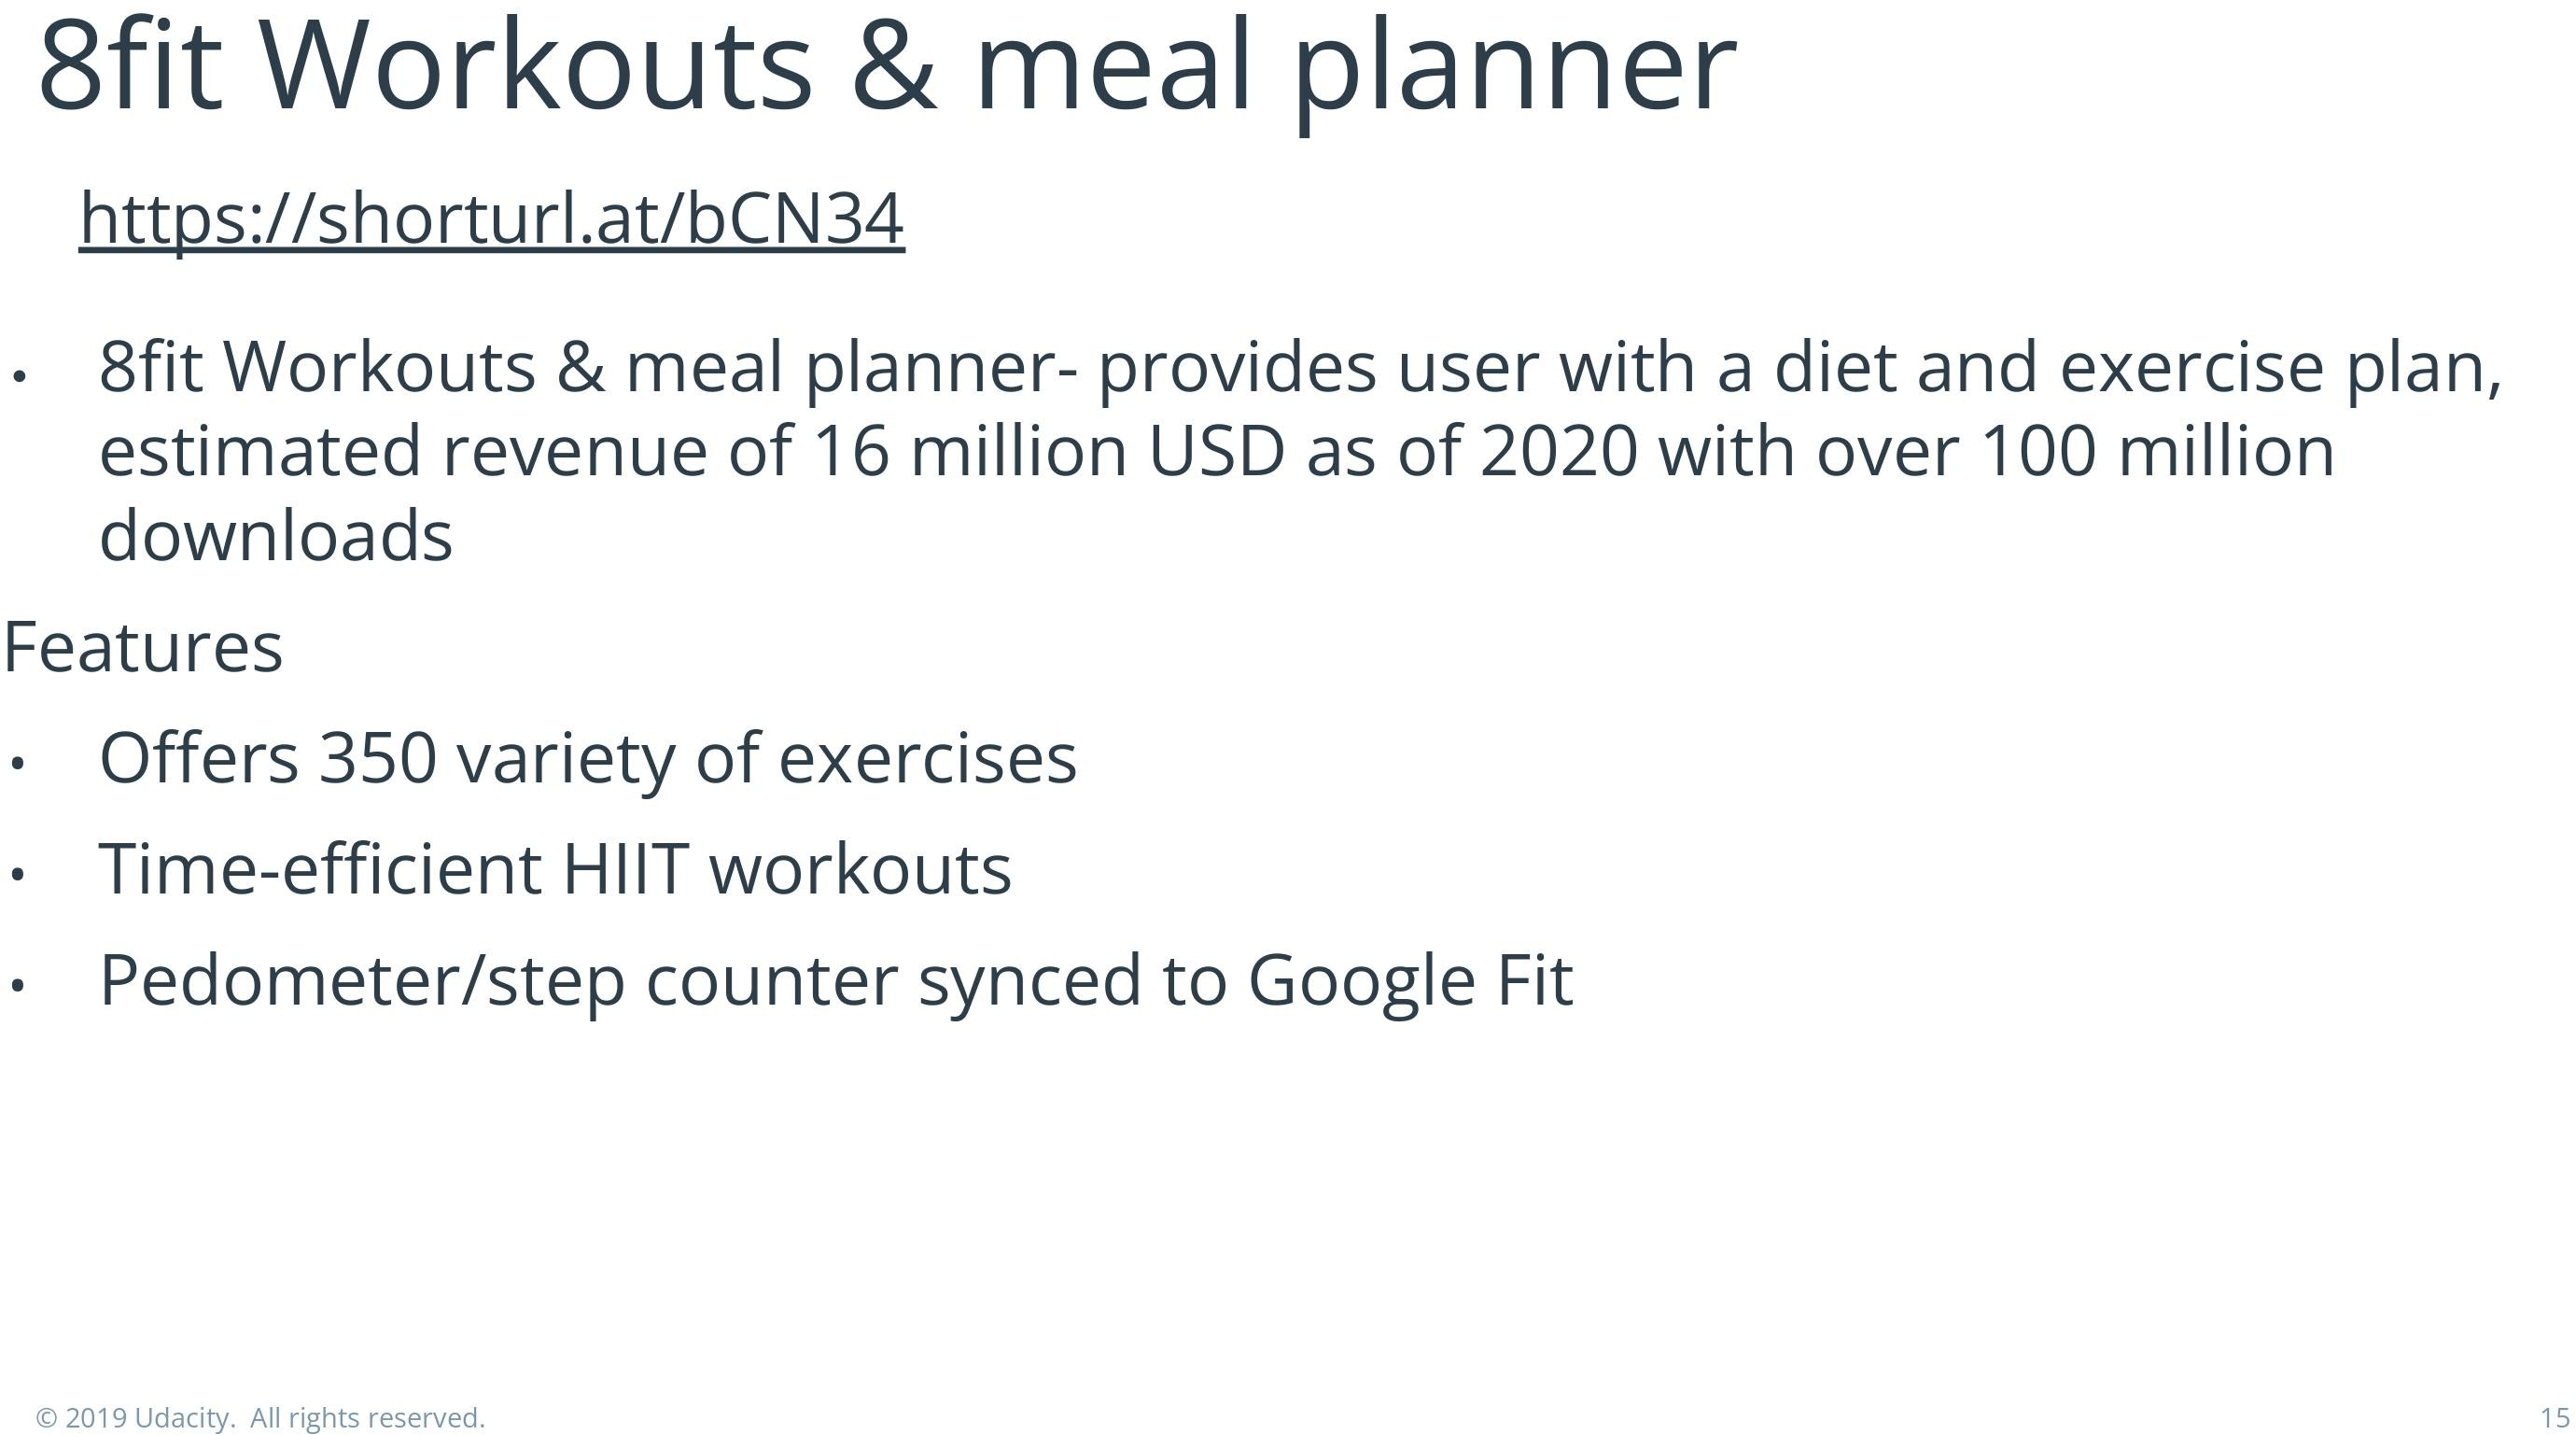 8fit Workouts & meal planner
https://shorturl.at/bCN34
• 8fit Workouts & meal planner- provides user with a diet and exercise plan,
estimated revenue of 16 million USD as of 2020 with over 100 million
downloads
Features
• Offers 350 variety of exercises
• Time-efficient HIIT workouts
• Pedometer/step counter synced to Google Fit
© 2019 Udacity.  All rights reserved.
15